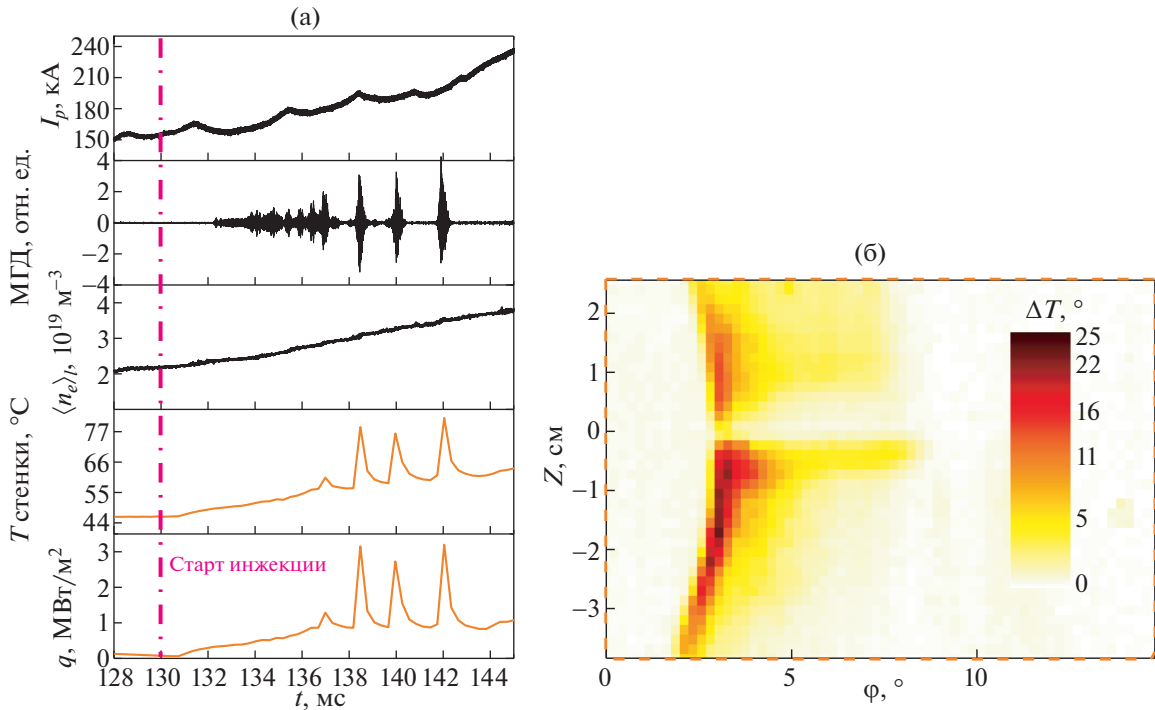 (а)
240
210
180
150
I_p, кА
4
2
0
−2
−4
МГД, отн. ед.
4
3
2
⟨n_e⟩_l, 10^19 м^−3
77
66
55
44
T стенки, °C
3
2
1
0
q, МВт/м^2
Старт инжекции
128 130 132 134 136 138 140 142 144
t, мс
(б)
2
1
0
−1
−2
−3
Z, см
ΔT, °
25
22
16
11
5
0
0 5 10
φ, °